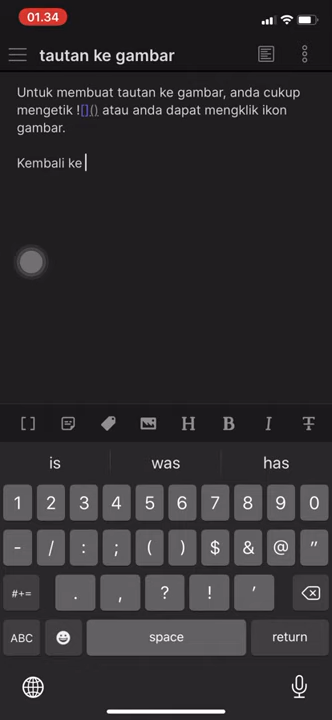 01.34
tautan ke gambar
Untuk membuat tautan ke gambar, anda cukup
mengetik ![]() atau anda dapat mengklik ikon
gambar.
Kembali ke
[ ] H B I T
is was has
1 2 3 4 5 6 7 8 9 0
- / : ; ( ) $ & @ "
#+= . , ? ! '
ABC space return